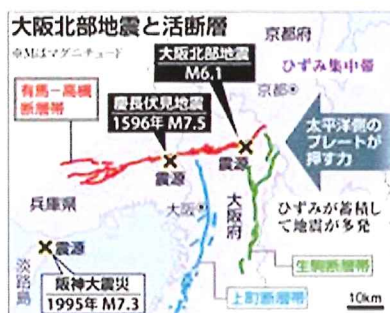 大阪北部地震と活断層
※Mはマグニチュード
大阪北部地震
M6.1
京都府
ひずみ集中帯
京都
有馬ー高槻
断層帯
慶長伏見地震
1596年 M7.5
太平洋側の
プレートが
押す力
震源
震源
兵庫県
大阪
大阪府
ひずみが蓄積し
て地震が多発
震源
淡路島
阪神大震災
1995年 M7.3
生駒断層帯
上町断層帯
10km